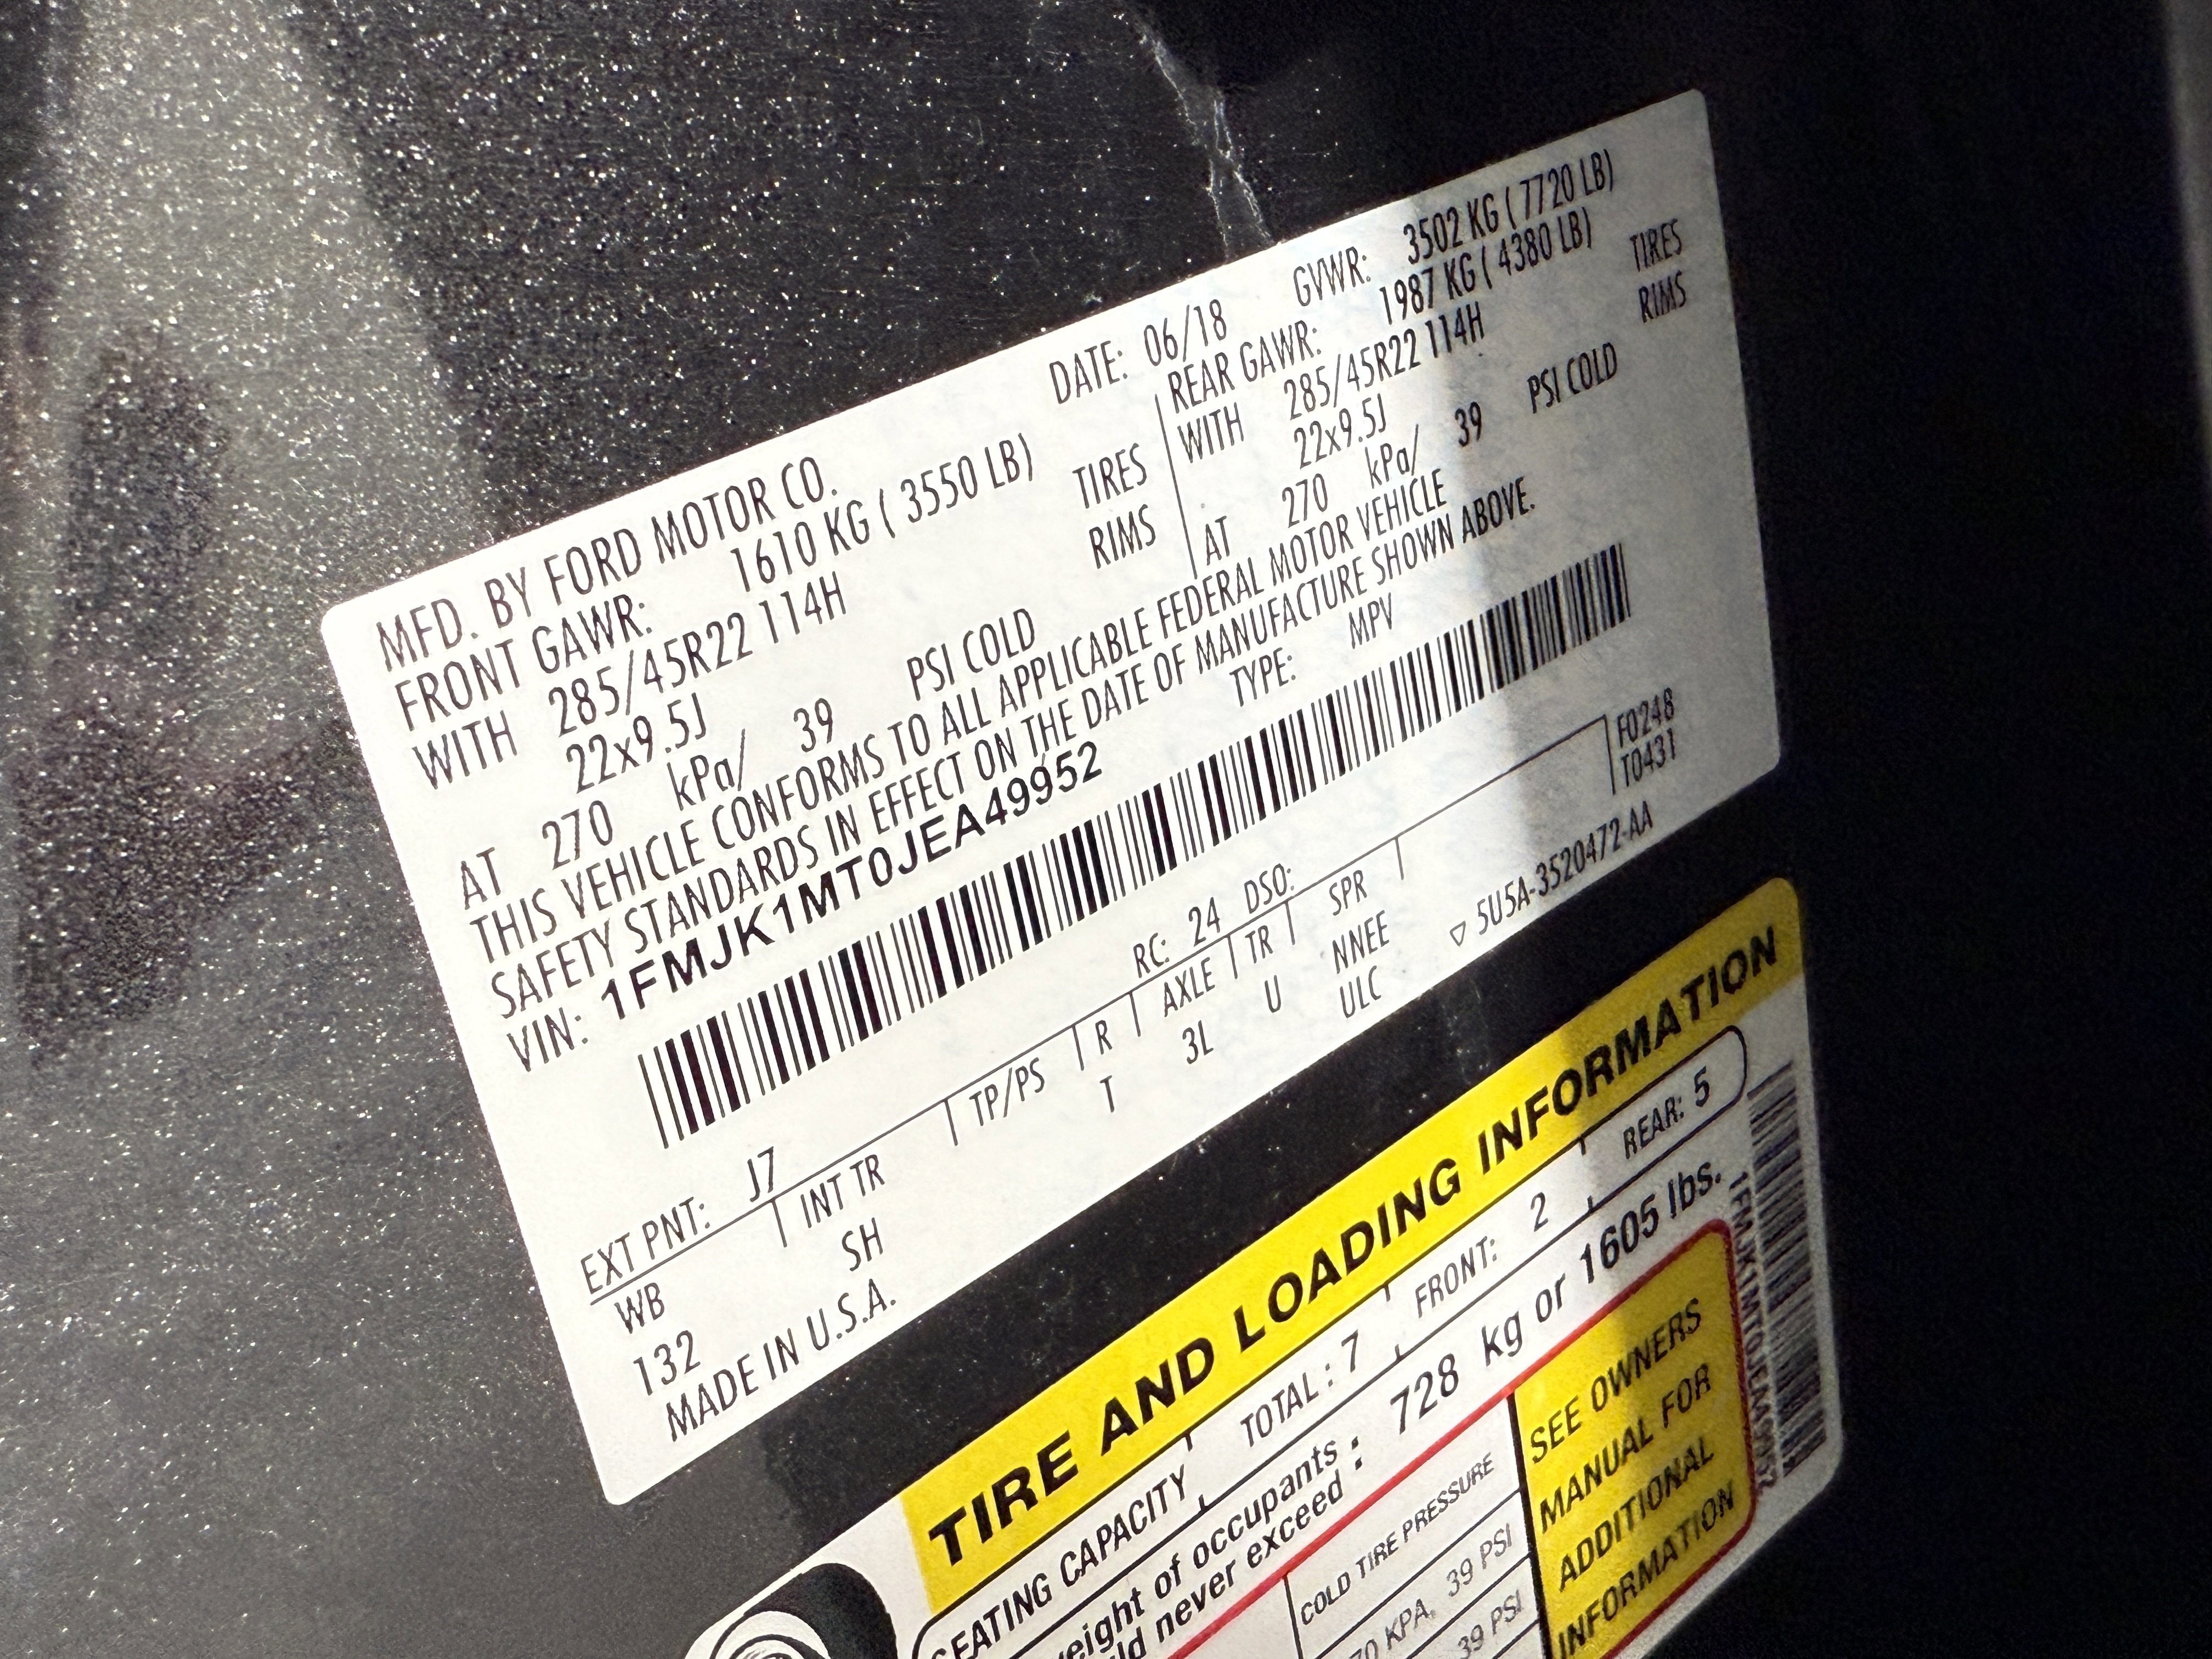 MFD. BY FORD MOTOR CO.
DATE: 06/18 GVWR: 3502 KG ( 7720 LB)
FRONT GAWR: 1610 KG ( 3550 LB)
REAR GAWR: 1987 KG ( 4380 LB)
WITH 285/45R22 114H TIRES
WITH 285/45R22 114H TIRES
22x9.5J RIMS
22x9.5J RIMS
AT 270 kPa/ 39 PSI COLD
AT 270 kPa/ 39 PSI COLD
THIS VEHICLE CONFORMS TO ALL APPLICABLE FEDERAL MOTOR VEHICLE
SAFETY STANDARDS IN EFFECT ON THE DATE OF MANUFACTURE SHOWN ABOVE.
VIN: 1FMJK1MT0JEA49952
TYPE: MPV
EXT PNT: J7 RC: 24 DSO:
WB INT TR TP/PS R AXLE TR SPR
132 SH T 3L U NNEE
ULC
F0248
T0431
MADE IN U.S.A.
5U5A-3520472-AA
TIRE AND LOADING INFORMATION
SEATING CAPACITY TOTAL : 7 FRONT: 2 REAR: 5
weight of occupants : 728 kg or 1605 lbs.
never exceed
COLD TIRE PRESSURE
KPA, 39 PSI
39 PSI
SEE OWNERS
MANUAL FOR
ADDITIONAL
INFORMATION
1FMJK1MT0JEA49952